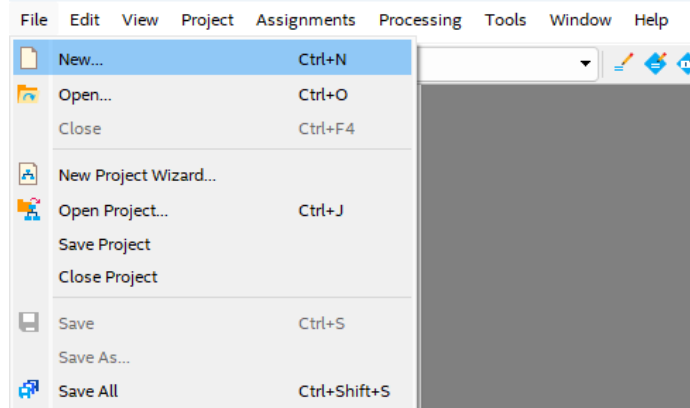 File Edit View Project Assignments Processing Tools Window Help
New... Ctrl+N
Open... Ctrl+O
Close Ctrl+F4
New Project Wizard...
Open Project... Ctrl+J
Save Project
Close Project
Save Ctrl+S
Save As...
Save All Ctrl+Shift+S